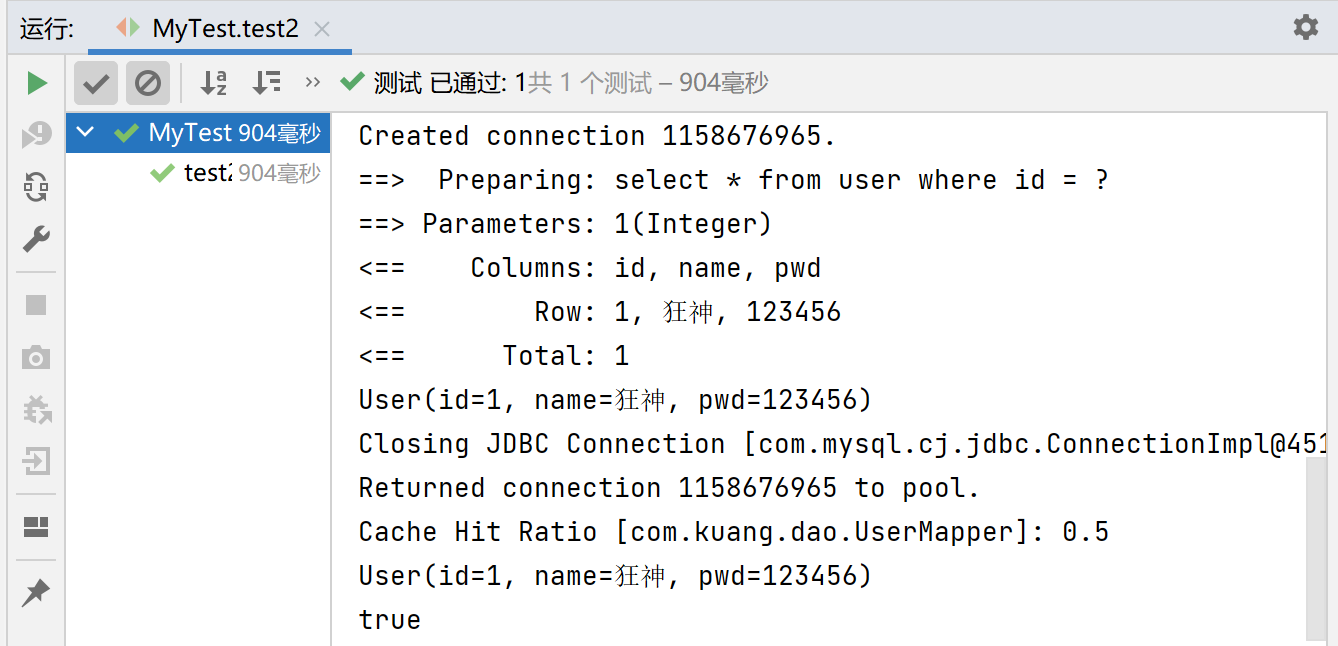 运行: MyTest.test2
测试 已通过: 1共 1 个测试 – 904毫秒
MyTest 904毫秒
test2 904毫秒
Created connection 1158676965.
==>  Preparing: select * from user where id = ?
==> Parameters: 1(Integer)
<==    Columns: id, name, pwd
<==        Row: 1, 狂神, 123456
<==      Total: 1
User(id=1, name=狂神, pwd=123456)
Closing JDBC Connection [com.mysql.cj.jdbc.ConnectionImpl@451
Returned connection 1158676965 to pool.
Cache Hit Ratio [com.kuang.dao.UserMapper]: 0.5
User(id=1, name=狂神, pwd=123456)
true